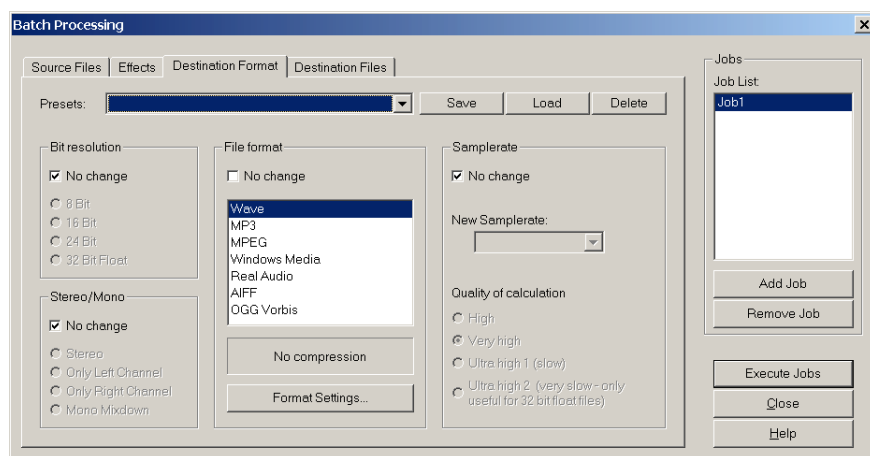 Batch Processing
Source Files
Effects
Destination Format
Destination Files
Presets:
Save
Load
Delete
Bit resolution
No change
8 Bit
16 Bit
24 Bit
32 Bit Float
Stereo/Mono
No change
Stereo
Only Left Channel
Only Right Channel
Mono Mixdown
File format
No change
Wave
MP3
MPEG
Windows Media
Real Audio
AIFF
OGG Vorbis
No compression
Format Settings...
Samplerate
No change
New Samplerate:
Quality of calculation
High
Very high
Ultra high 1 (slow)
Ultra high 2 (very slow - only
useful for 32 bit float files)
Jobs
Job List:
Job1
Add Job
Remove Job
Execute Jobs
Close
Help